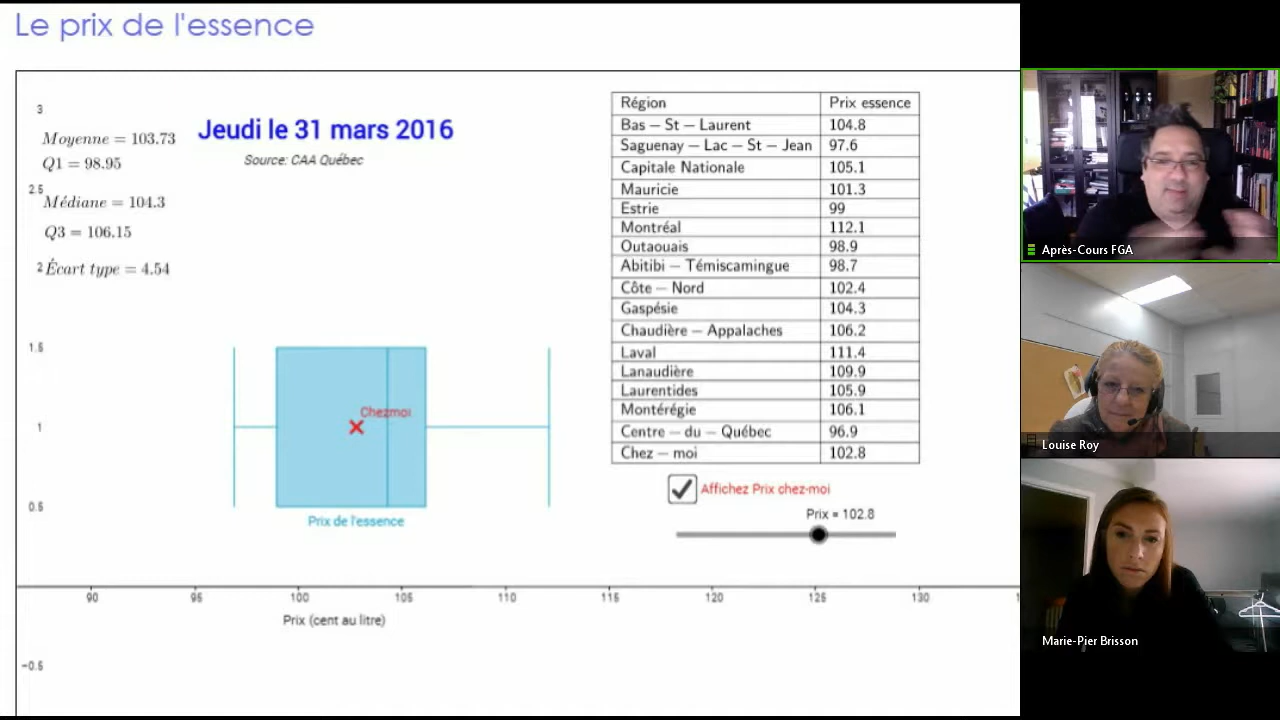 Le prix de l'essence
3
Moyenne = 103.73
Jeudi le 31 mars 2016
Q1 = 98.95
Source: CAA Québec
2.5
Médiane = 104.3
Q3 = 106.15
2
Écart type = 4.54
1.5
Chezmoi
1
0.5
Prix de l'essence
90 95 100 105 110 115 120 125 130 1
Prix (cent au litre)
−0.5
Région Prix essence
Bas − St − Laurent 104.8
Saguenay − Lac − St − Jean 97.6
Capitale Nationale 105.1
Mauricie 101.3
Estrie 99
Montréal 112.1
Outaouais 98.9
Abitibi − Témiscamingue 98.7
Côte − Nord 102.4
Gaspésie 104.3
Chaudière − Appalaches 106.2
Laval 111.4
Lanaudière 109.9
Laurentides 105.9
Montérégie 106.1
Centre − du − Québec 96.9
Chez − moi 102.8
Affichez Prix chez-moi
Prix = 102.8
Après-Cours FGA
Louise Roy
Marie-Pier Brisson